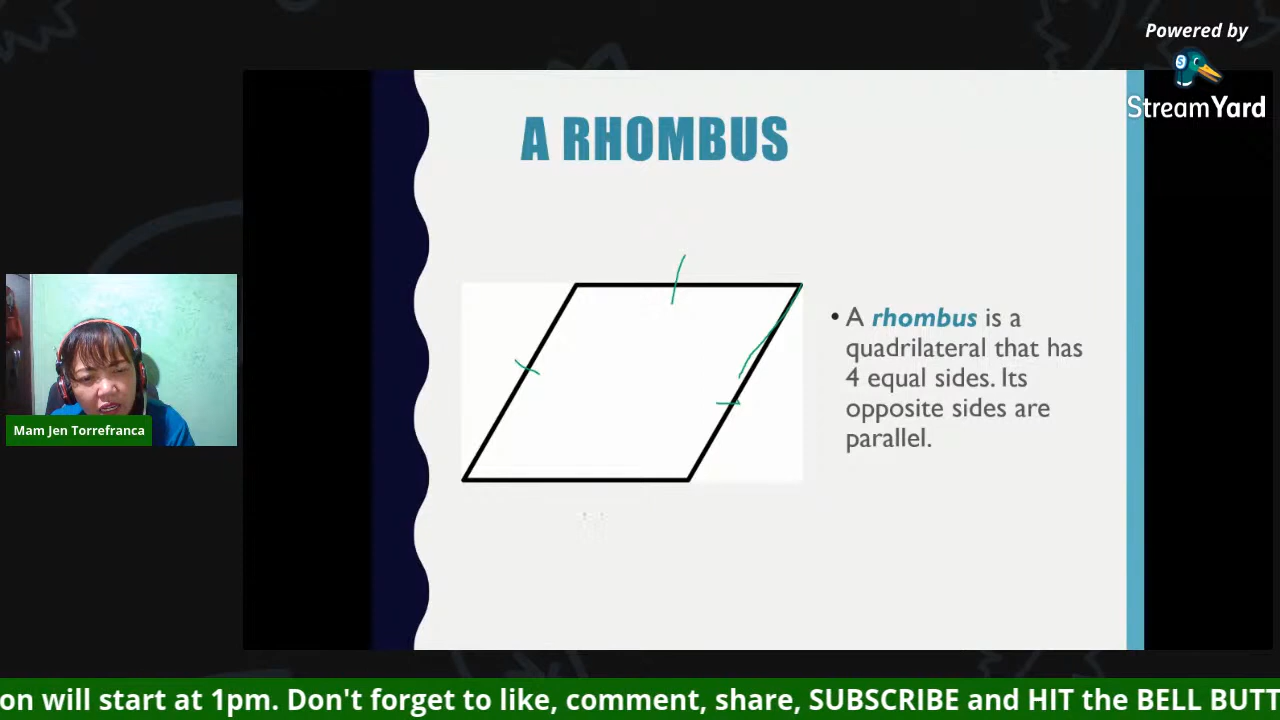 Powered by
StreamYard
A RHOMBUS
• A rhombus is a
quadrilateral that has
4 equal sides. Its
opposite sides are
parallel.
Mam Jen Torrefranca
on will start at 1pm. Don't forget to like, comment, share, SUBSCRIBE and HIT the BELL BUTT